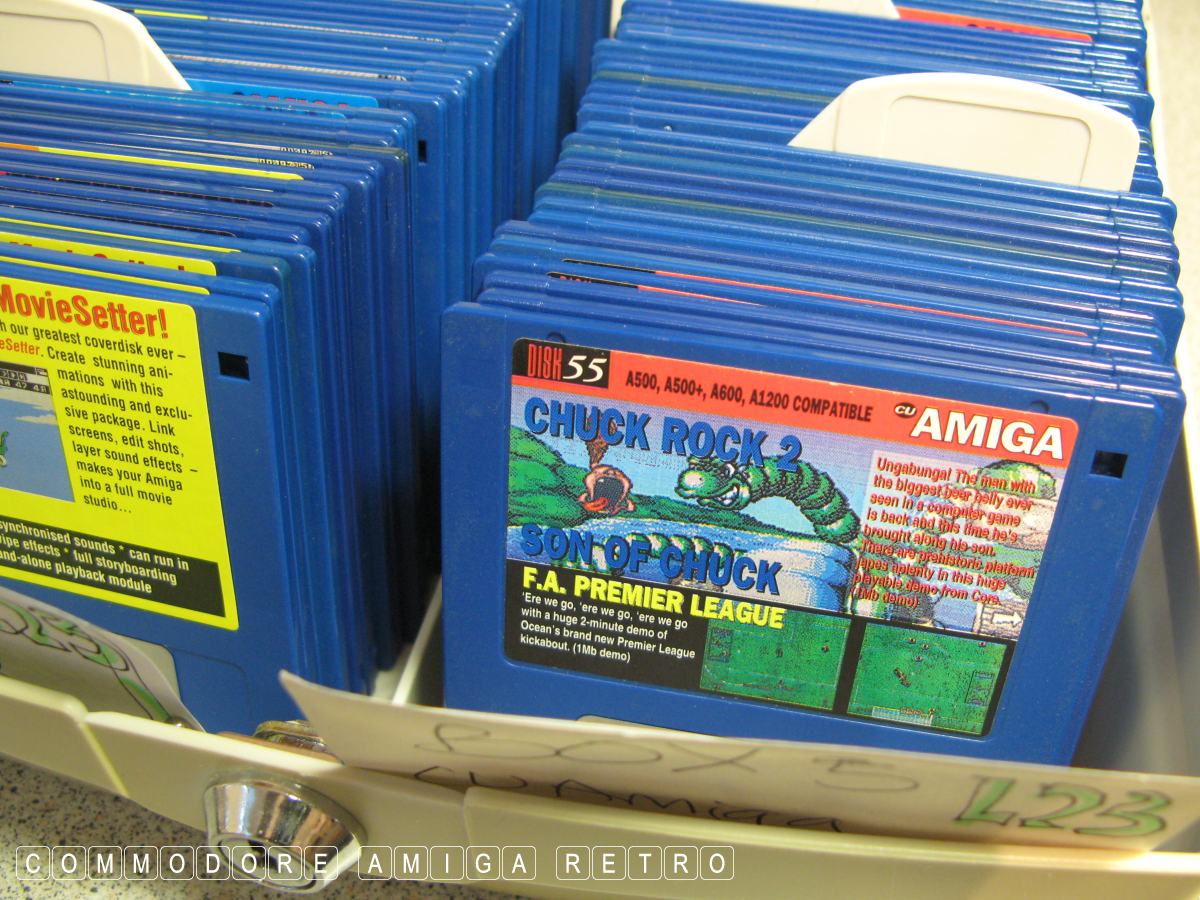 MovieSetter!
our greatest coverdisk ever –
Setter. Create stunning ani-
mations with this
astounding and exclu-
sive package. Link
screens, edit shots,
layer sound effects –
makes your Amiga
into a full movie
studio...
synchronised sounds * can run in
effects * full storyboarding
playback module
DISK 55
A500, A500+, A600, A1200 COMPATIBLE
CU AMIGA
CHUCK ROCK 2
SON OF CHUCK
Ungabunga! The man with
the biggest beer belly ever
seen in a computer game
is back and this time he's
brought along his son.
There are prehistoric platform
japes aplenty in this huge
playable demo from Core.
(1Mb demo)
F.A. PREMIER LEAGUE
'Ere we go, 'ere we go, 'ere we go
with a huge 2-minute demo of
Ocean's brand new Premier League
kickabout. (1Mb demo)
BOX 5
CU Amiga
L23
COMMODORE AMIGA RETRO